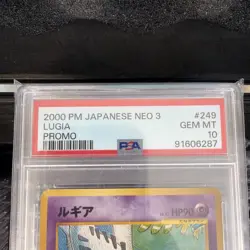 2000 PM JAPANESE NEO 3 #249
LUGIA GEM MT
PROMO PSA 10
91606287
ルギア HP90